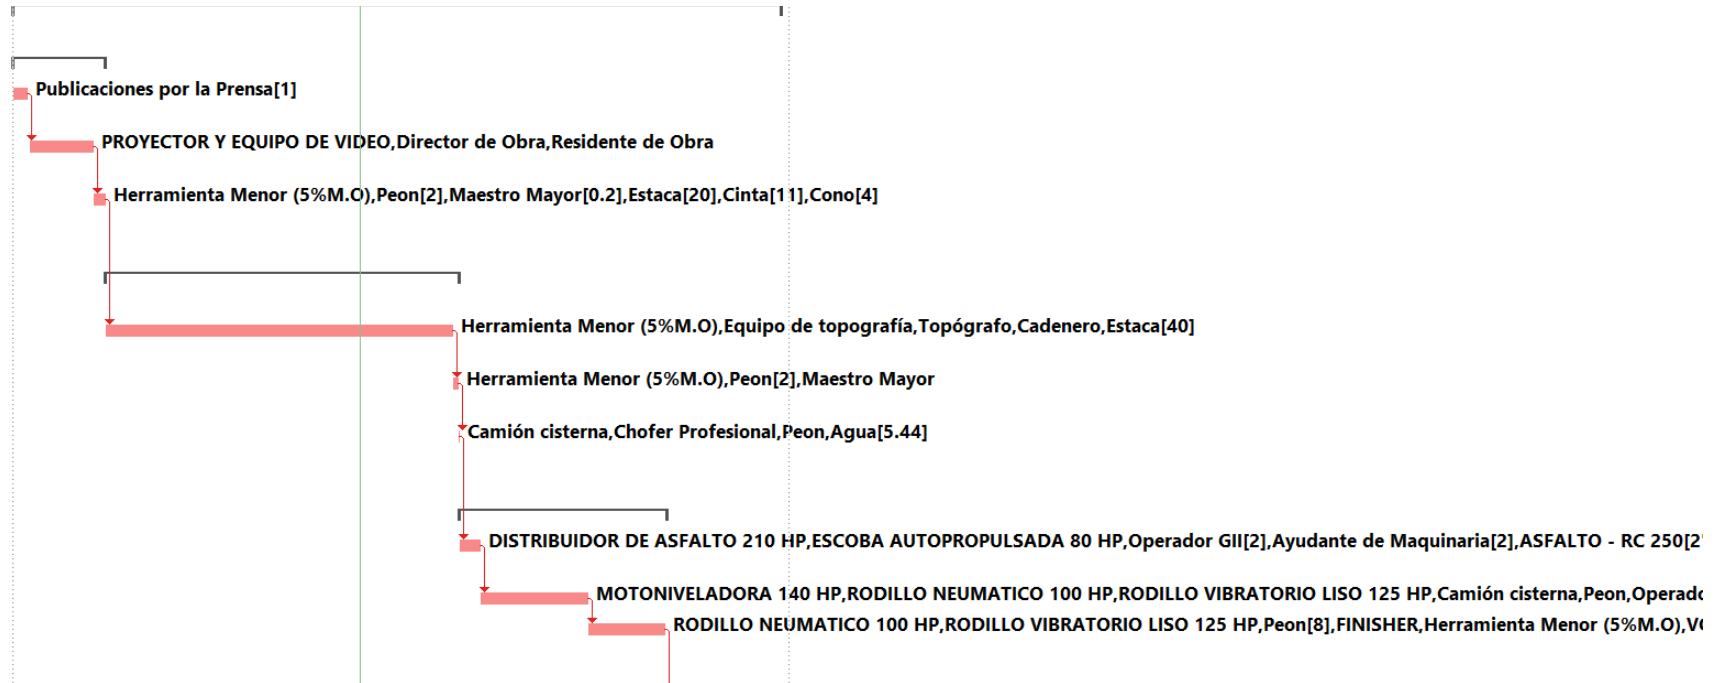 Publicaciones por la Prensa[1]
PROYECTOR Y EQUIPO DE VIDEO,Director de Obra,Residente de Obra
Herramienta Menor (5%M.O),Peon[2],Maestro Mayor[0.2],Estaca[20],Cinta[11],Cono[4]
Herramienta Menor (5%M.O),Equipo de topografía,Topógrafo,Cadenero,Estaca[40]
Herramienta Menor (5%M.O),Peon[2],Maestro Mayor
Camión cisterna,Chofer Profesional,Peon,Agua[5.44]
DISTRIBUIDOR DE ASFALTO 210 HP,ESCOBA AUTOPROPULSADA 80 HP,Operador GII[2],Ayudante de Maquinaria[2],ASFALTO - RC 250[2
MOTONIVELADORA 140 HP,RODILLO NEUMATICO 100 HP,RODILLO VIBRATORIO LISO 125 HP,Camión cisterna,Peon,
RODILLO NEUMATICO 100 HP,RODILLO VIBRATORIO LISO 125 HP,Peon[8],FINISHER,Herramienta Menor (5%M.O),